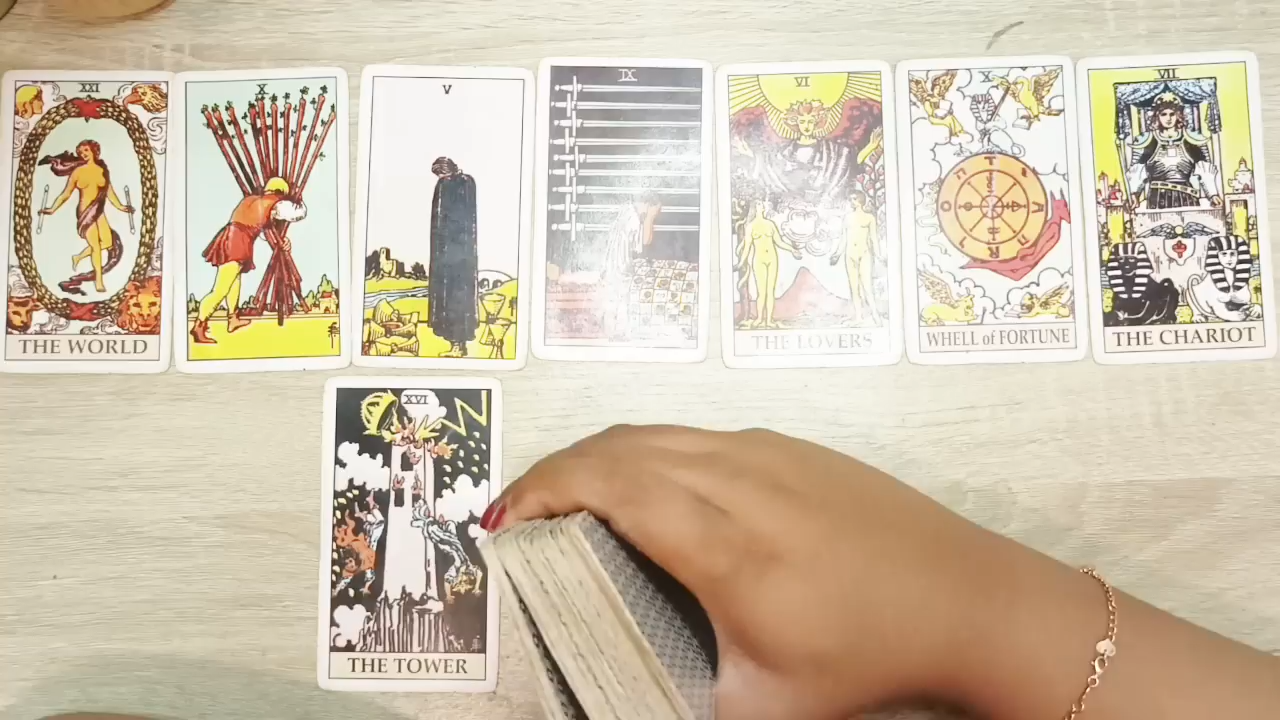 XXI
THE WORLD
X
V
IX
VI
THE LOVERS
X
WHELL of FORTUNE
VII
THE CHARIOT
XVI
THE TOWER